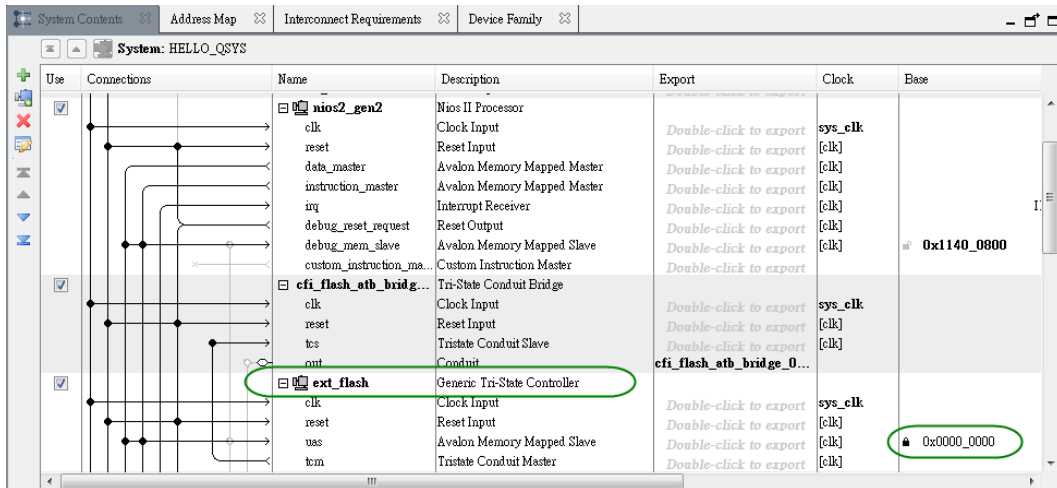 System Contents Address Map Interconnect Requirements Device Family
System: HELLO_QSYS
Use Connections Name Description Export Clock Base
nios2_gen2 Nios II Processor
clk Clock Input Double-click to export sys_clk
reset Reset Input Double-click to export [clk]
data_master Avalon Memory Mapped Master Double-click to export [clk]
instruction_master Avalon Memory Mapped Master Double-click to export [clk]
irq Interrupt Receiver Double-click to export [clk]
debug_reset_request Reset Output Double-click to export [clk]
debug_mem_slave Avalon Memory Mapped Slave Double-click to export [clk] 0x1140_0800
custom_instruction_ma... Custom Instruction Master Double-click to export
cfi_flash_atb_bridg... Tri-State Conduit Bridge
clk Clock Input Double-click to export sys_clk
reset Reset Input Double-click to export [clk]
tcs Tristate Conduit Slave Double-click to export [clk]
out Conduit cfi_flash_atb_bridge_0...
ext_flash Generic Tri-State Controller
clk Clock Input Double-click to export sys_clk
reset Reset Input Double-click to export [clk]
uas Avalon Memory Mapped Slave Double-click to export [clk] 0x0000_0000
tcm Tristate Conduit Master Double-click to export [clk]